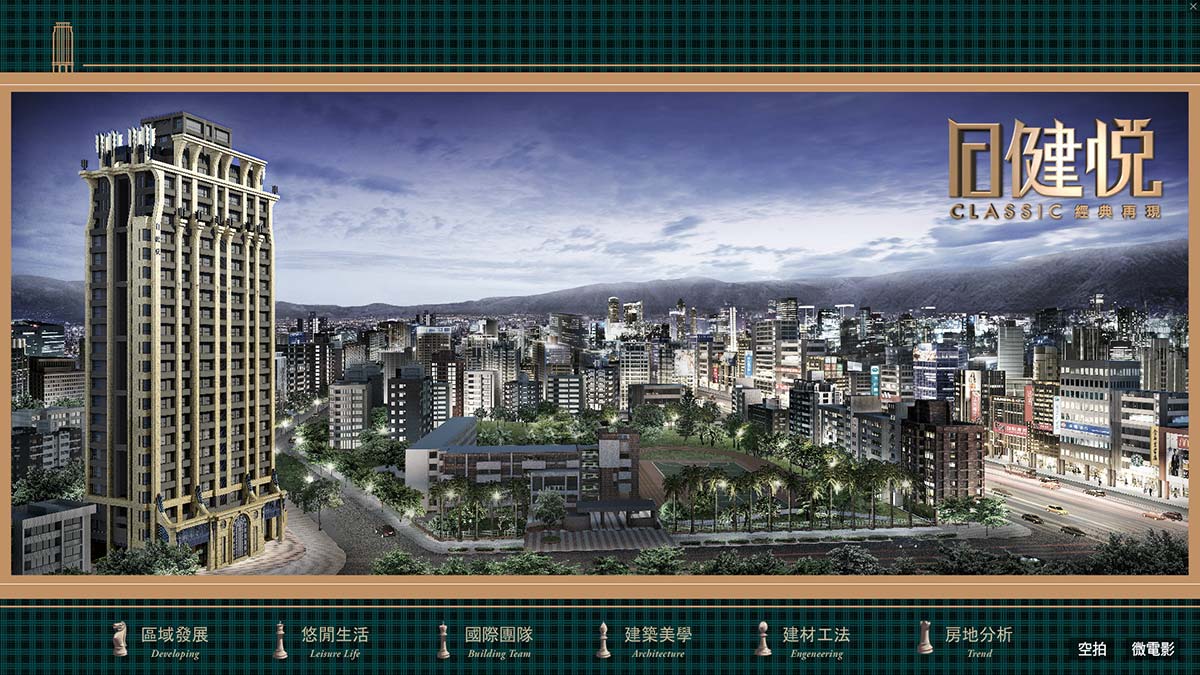 日健悅
CLASSIC 經典再現
區域發展
Developing
悠閒生活
Leisure Life
國際團隊
Building Team
建築美學
Architecture
建材工法
Engeneering
房地分析
Trend
空拍
微電影